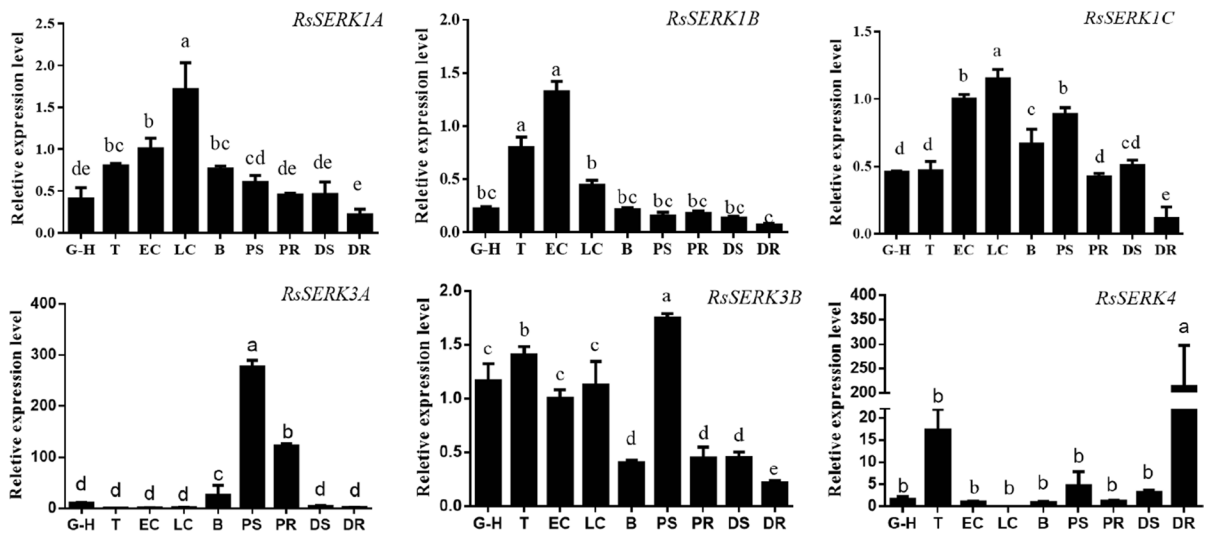 RsSERK1A
Reletive expression level
2.5
2.0
1.5
1.0
0.5
0.0
de bc b a bc cd de de e
G-H T EC LC B PS PR DS DR
RsSERK1B
Reletive expression level
2.0
1.5
1.0
0.5
0.0
bc a a b bc bc bc bc c
G-H T EC LC B PS PR DS DR
RsSERK1C
Reletive expression level
1.5
1.0
0.5
0.0
d d b a c b d cd e
G-H T EC LC B PS PR DS DR
RsSERK3A
Reletive expression level
400
300
200
100
0
d d d d c a b d d
G-H T EC LC B PS PR DS DR
RsSERK3B
Reletive expression level
2.0
1.5
1.0
0.5
0.0
c b c c d a d d e
G-H T EC LC B PS PR DS DR
RsSERK4
Reletive expression level
400
350
300
250
200
20
15
10
5
0
b b b b b b b b a
G-H T EC LC B PS PR DS DR